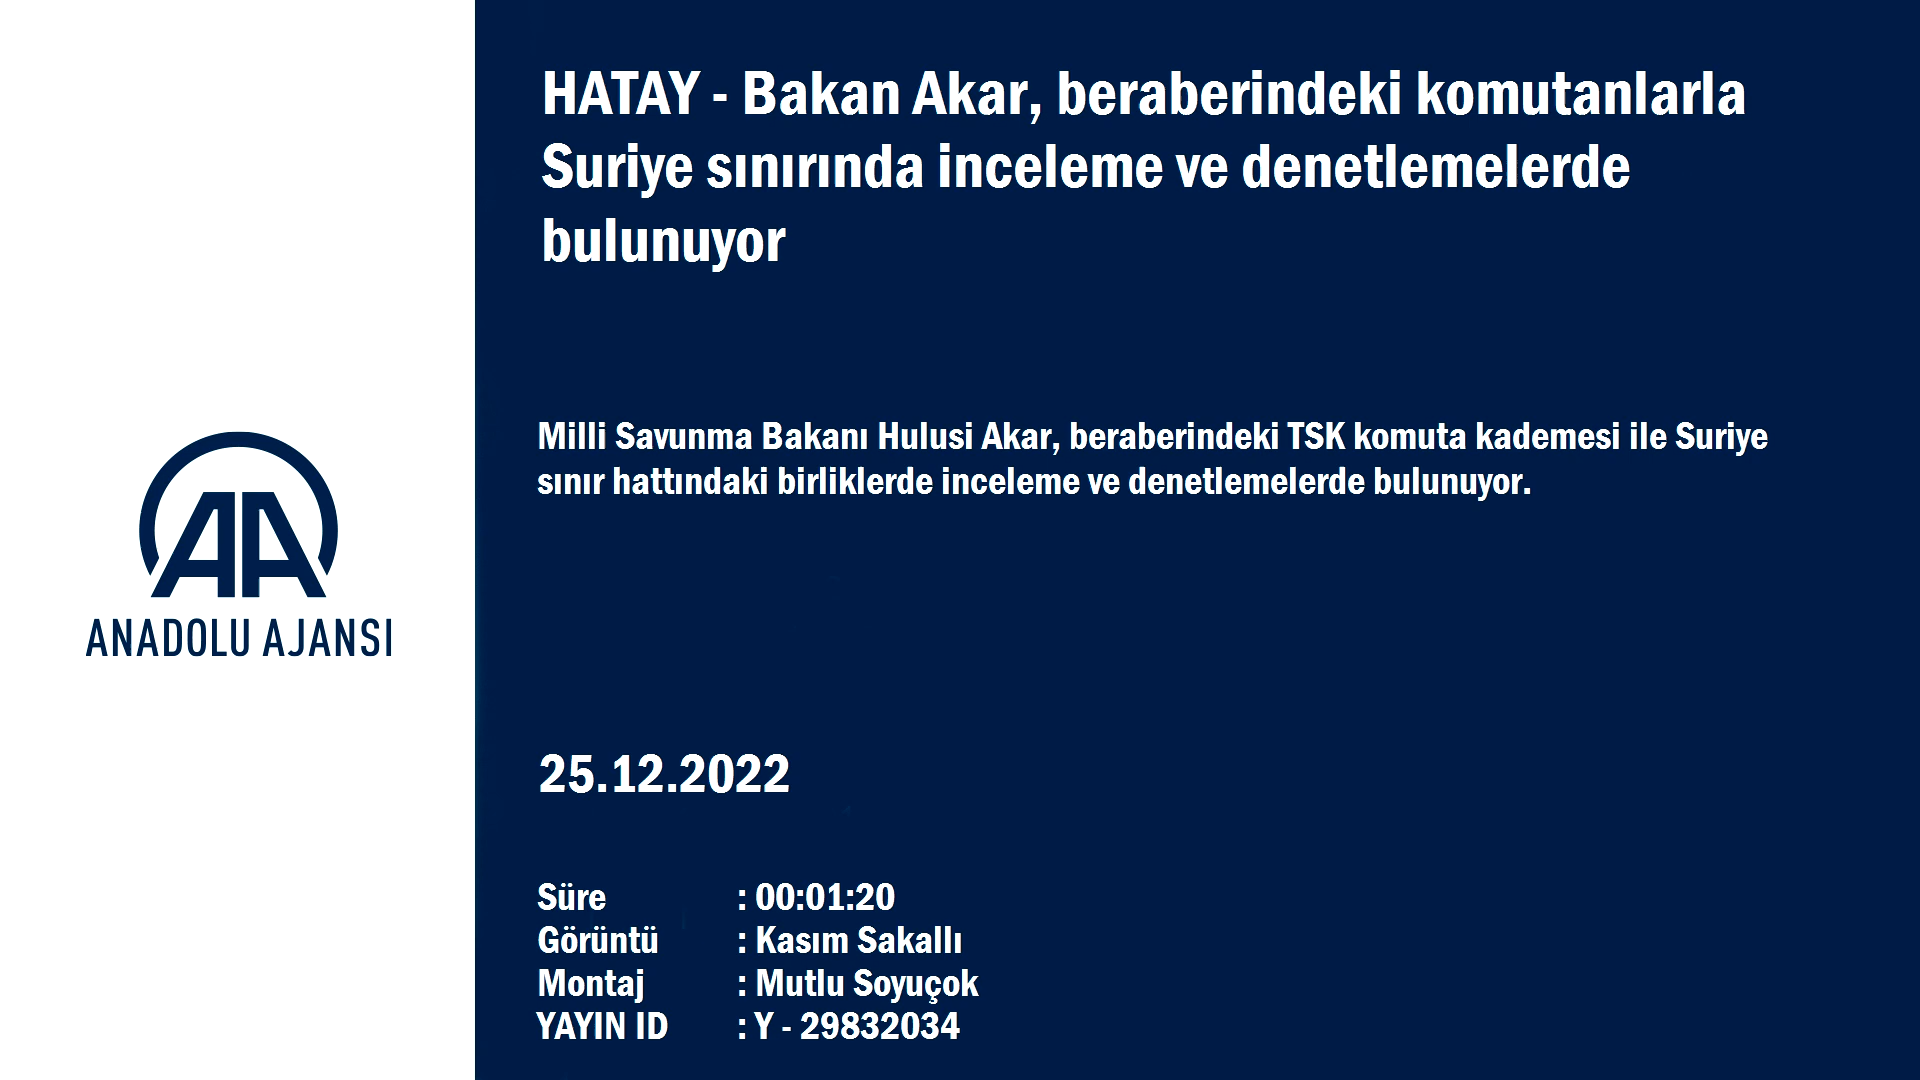 HATAY - Bakan Akar, beraberindeki komutanlarla
Suriye sınırında inceleme ve denetlemelerde
bulunuyor
Milli Savunma Bakanı Hulusi Akar, beraberindeki TSK komuta kademesi ile Suriye
sınır hattındaki birliklerde inceleme ve denetlemelerde bulunuyor.
AA
ANADOLU AJANSI
25.12.2022
Süre : 00:01:20
Görüntü : Kasım Sakallı
Montaj : Mutlu Soyuçok
YAYIN ID : Y - 29832034